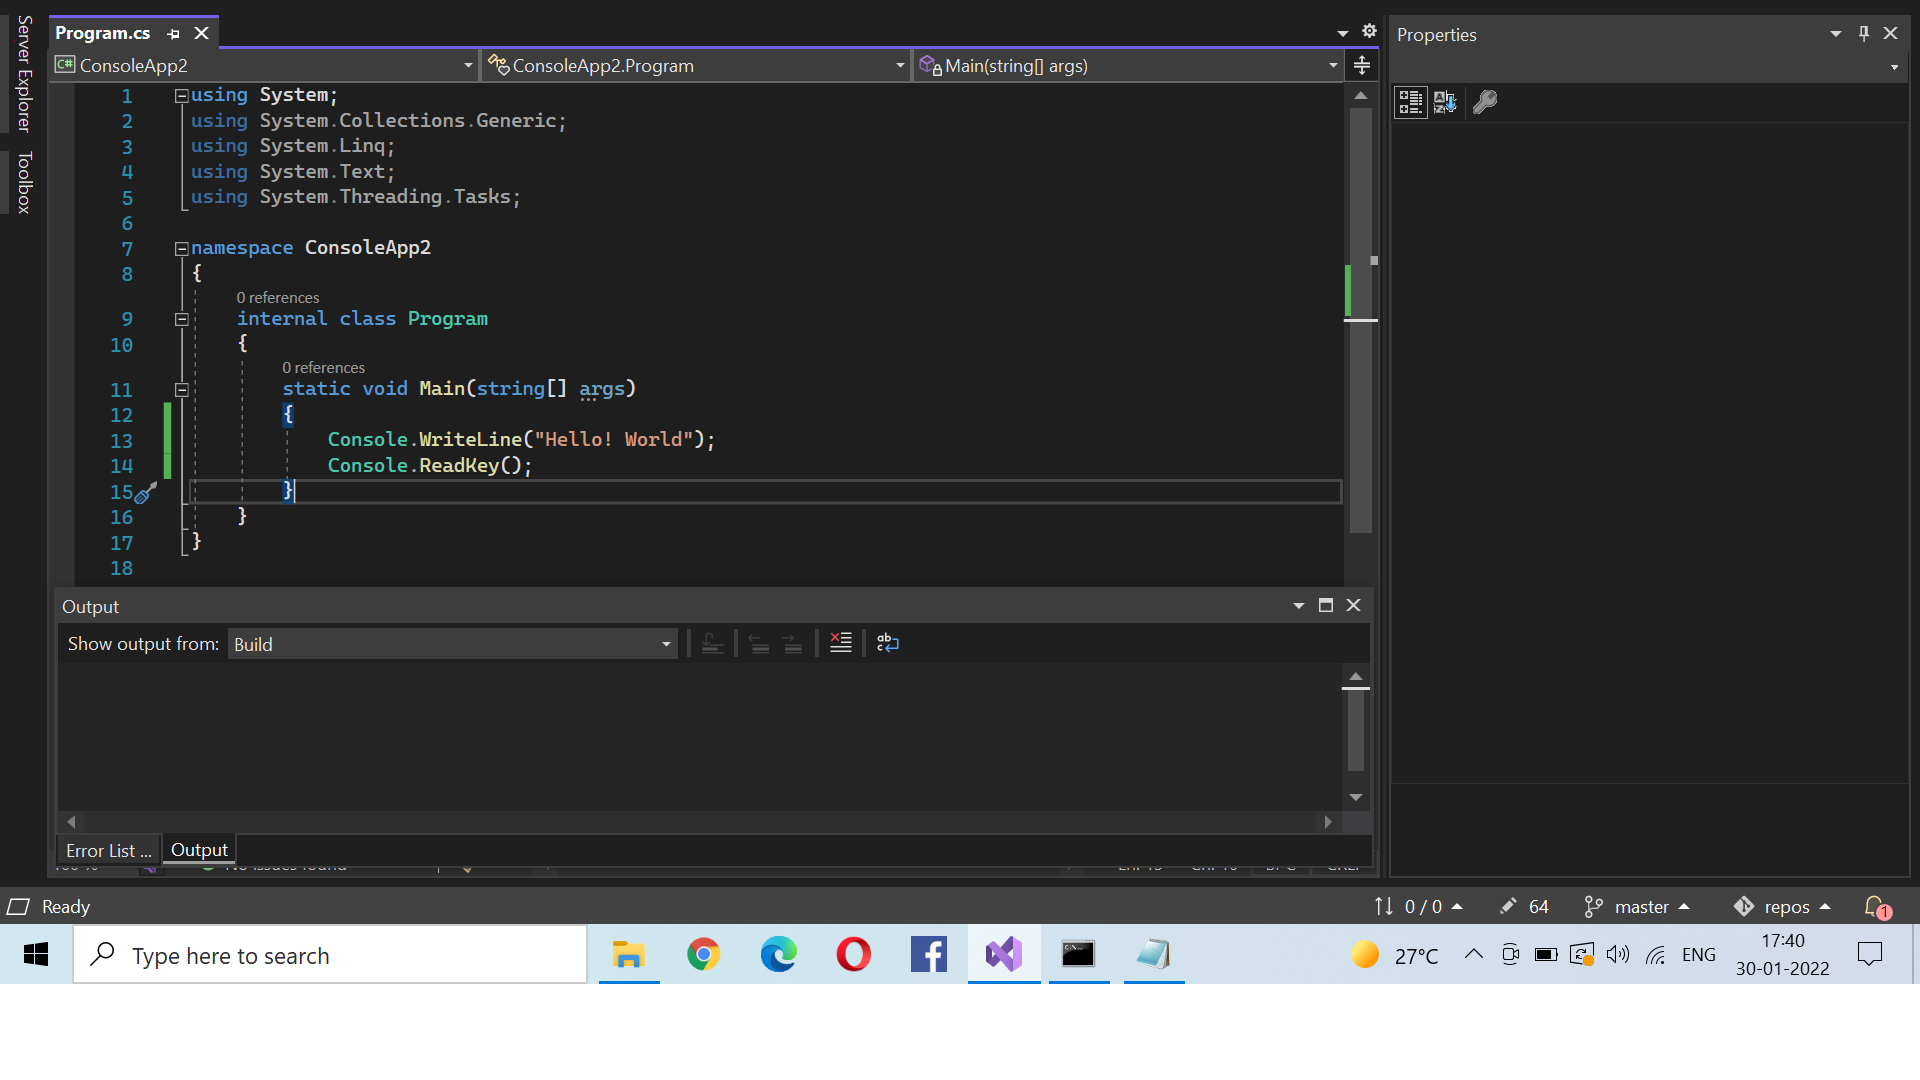 Server Explorer
Toolbox
Program.cs
ConsoleApp2
ConsoleApp2.Program
Main(string[] args)
1 using System;
2 using System.Collections.Generic;
3 using System.Linq;
4 using System.Text;
5 using System.Threading.Tasks;
6
7 namespace ConsoleApp2
8 {
0 references
9 internal class Program
10 {
0 references
11 static void Main(string[] args)
12 {
13 Console.WriteLine("Hello! World");
14 Console.ReadKey();
15 }
16 }
17 }
18
Properties
Output
Show output from: Build
Error List ... Output
Ready
0 / 0
64
master
repos
1
Type here to search
27°C
ENG
17:40
30-01-2022